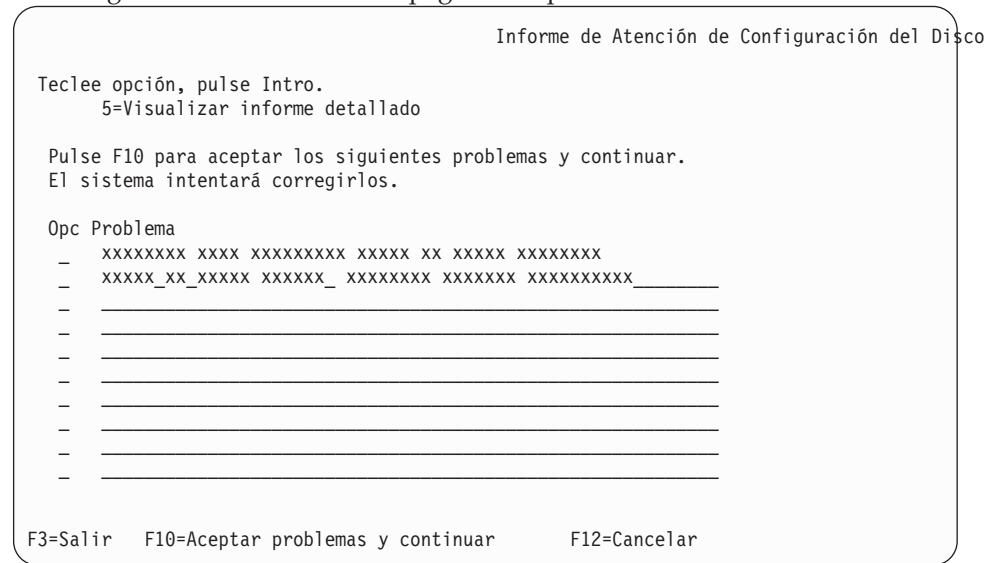 Informe de Atención de Configuración del Disco
Teclee opción, pulse Intro.
5=Visualizar informe detallado
Pulse F10 para aceptar los siguientes problemas y continuar.
El sistema intentará corregirlos.
Opc Problema
_ xxxxxxxx xxxx xxxxxxxxx xxxxx xx xxxxx xxxxxxxx
_ xxxxx_xx_xxxxx xxxxxx_ xxxxxxxx xxxxxxx xxxxxxxxxx________
F3=Salir F10=Aceptar problemas y continuar F12=Cancelar